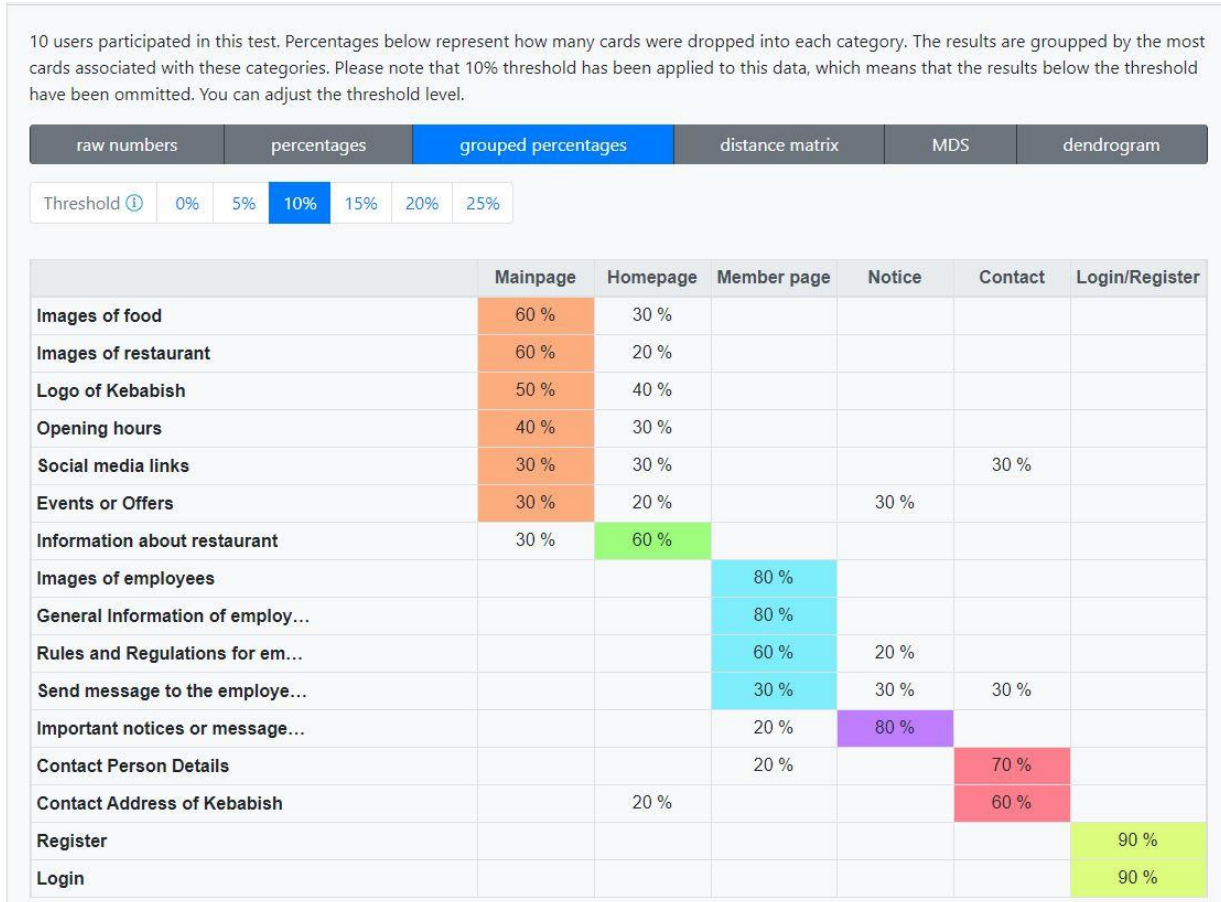 10 users participated in this test. Percentages below represent how many cards were dropped into each category. The results are groupped by the most
cards associated with these categories. Please note that 10% threshold has been applied to this data, which means that the results below the threshold
have been ommitted. You can adjust the threshold level.
raw numbers percentages grouped percentages distance matrix MDS dendrogram
Threshold 0% 5% 10% 15% 20% 25%
Mainpage Homepage Member page Notice Contact Login/Register
Images of food 60 % 30 %
Images of restaurant 60 % 20 %
Logo of Kebabish 50 % 40 %
Opening hours 40 % 30 %
Social media links 30 % 30 % 30 %
Events or Offers 30 % 20 % 30 %
Information about restaurant 30 % 60 %
Images of employees 80 %
General Information of employ... 80 %
Rules and Regulations for em... 60 % 20 %
Send message to the employe... 30 % 30 % 30 %
Important notices or message... 20 % 80 %
Contact Person Details 20 % 70 %
Contact Address of Kebabish 20 % 60 %
Register 90 %
Login 90 %